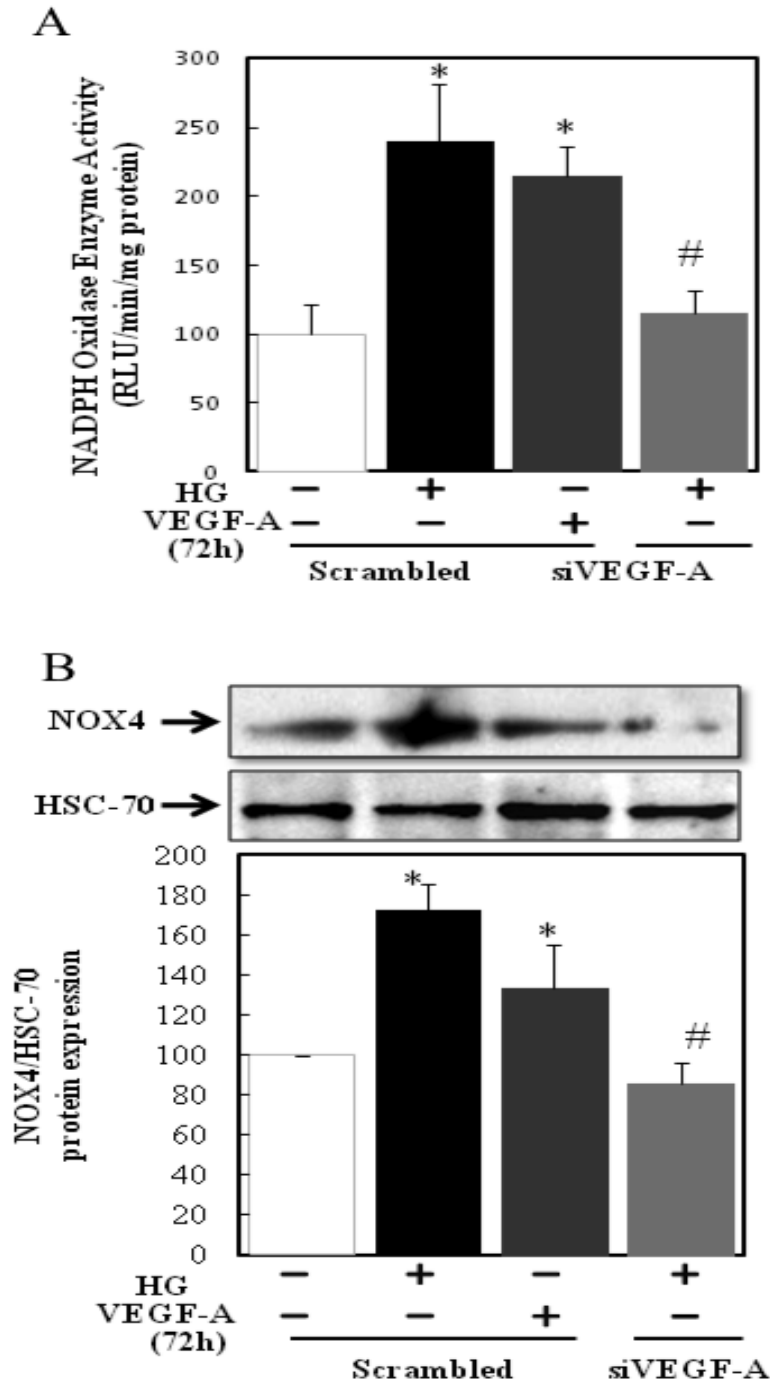 A
NADPH Oxidase Enzyme Activity
(RLU/min/mg protein)
300
250
200
150
100
50
0
*
*
#
HG − + − +
VEGF-A − − + −
(72h)
Scrambled siVEGF-A
B
NOX4
HSC-70
NOX4/HSC-70
protein expression
200
180
160
140
120
100
80
60
40
20
0
*
*
#
HG − + − +
VEGF-A − − + −
(72h)
Scrambled siVEGF-A